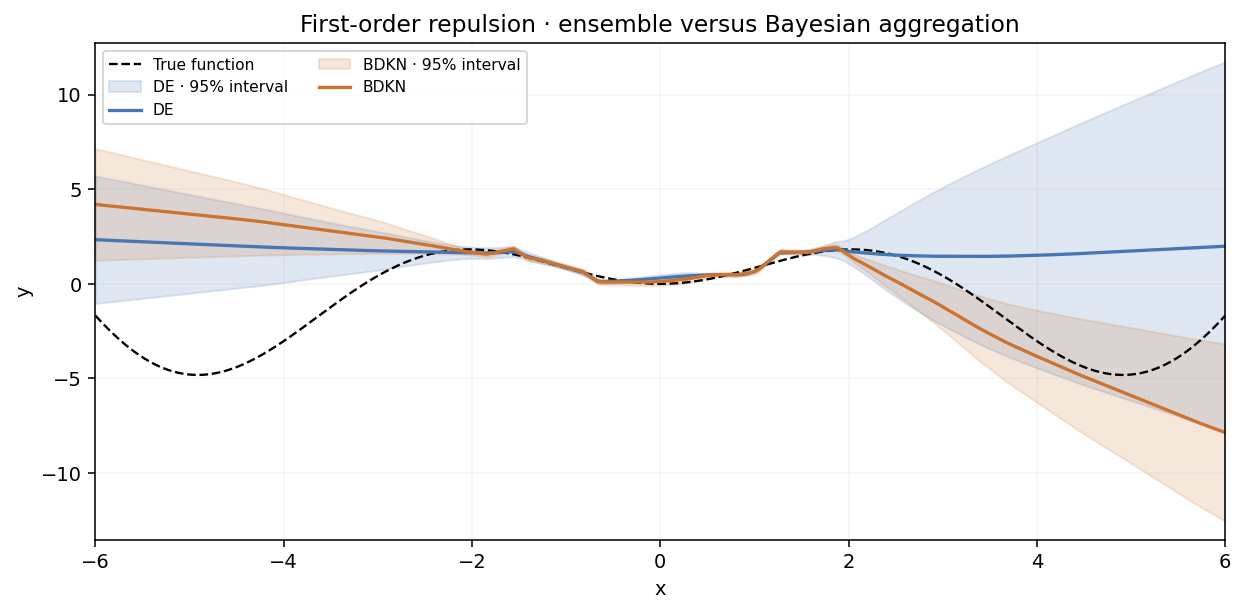 First-order repulsion · ensemble versus Bayesian aggregation
True function
DE · 95% interval
DE
BDKN · 95% interval
BDKN
10
5
0
−5
−10
y
−6 −4 −2 0 2 4 6
x